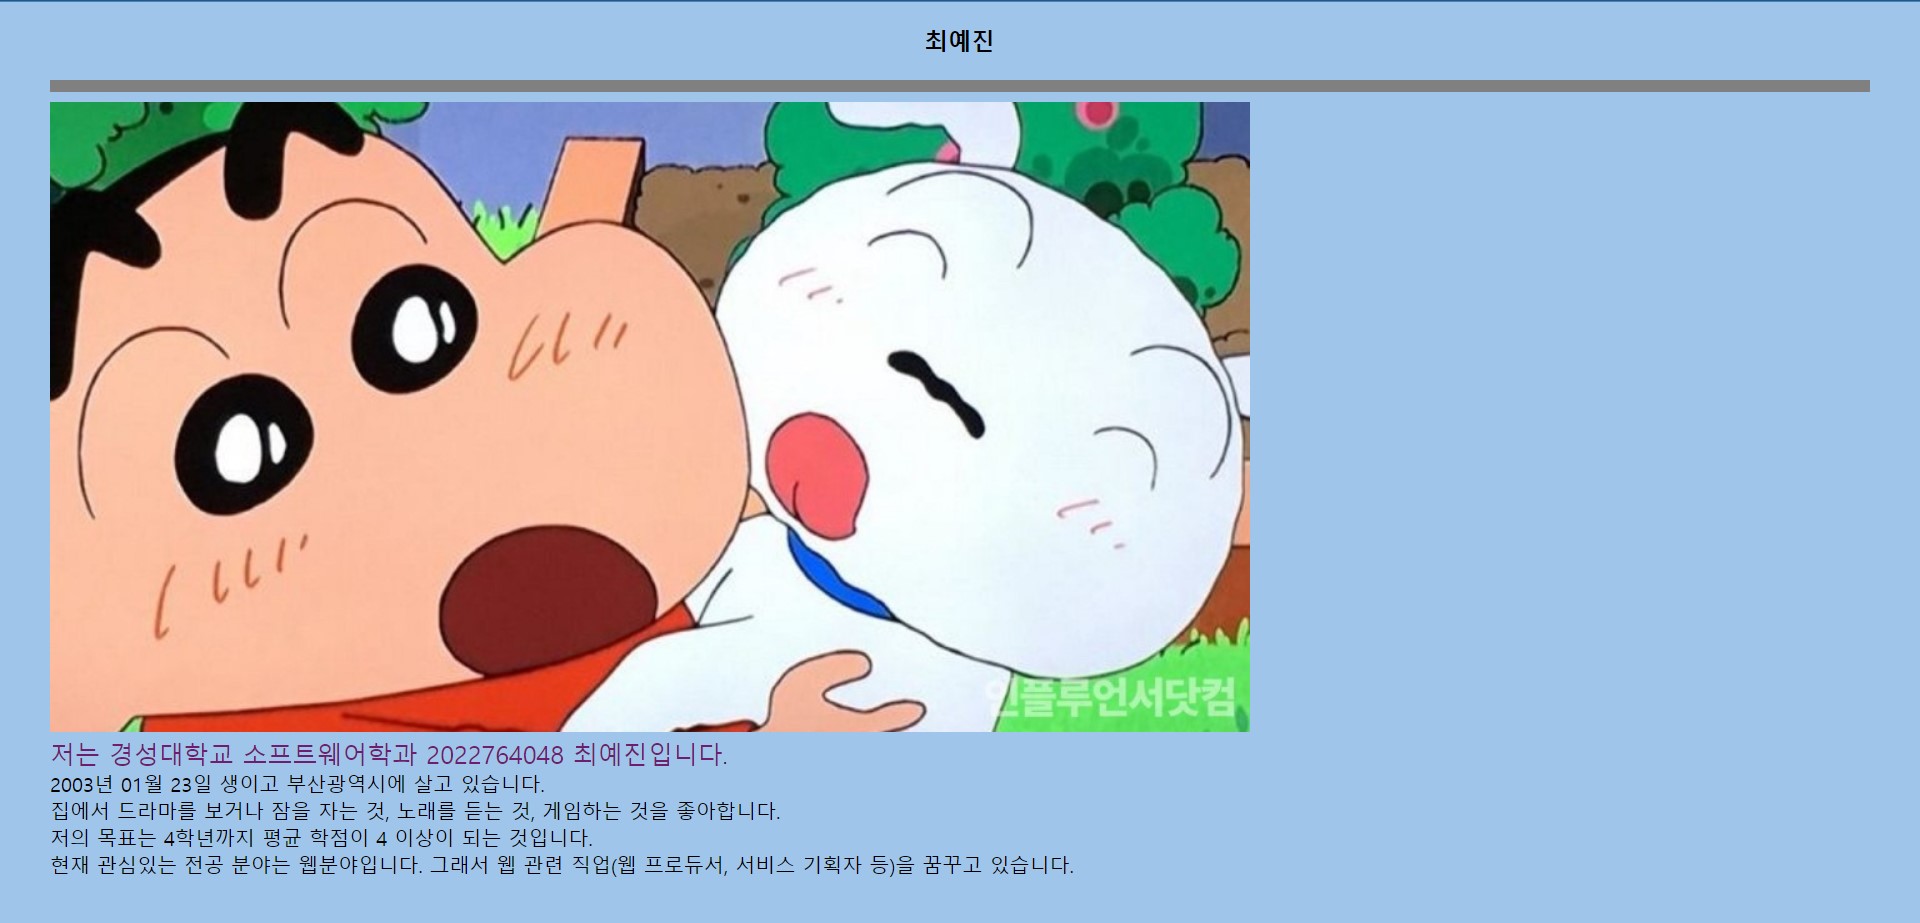 최예진
인플루언서닷컴
저는 경성대학교 소프트웨어학과 2022764048 최예진입니다.
2003년 01월 23일 생이고 부산광역시에 살고 있습니다.
집에서 드라마를 보거나 잠을 자는 것, 노래를 듣는 것, 게임하는 것을 좋아합니다.
저의 목표는 4학년까지 평균 학점이 4 이상이 되는 것입니다.
현재 관심있는 전공 분야는 웹분야입니다. 그래서 웹 관련 직업(웹 프로듀서, 서비스 기획자 등)을 꿈꾸고 있습니다.